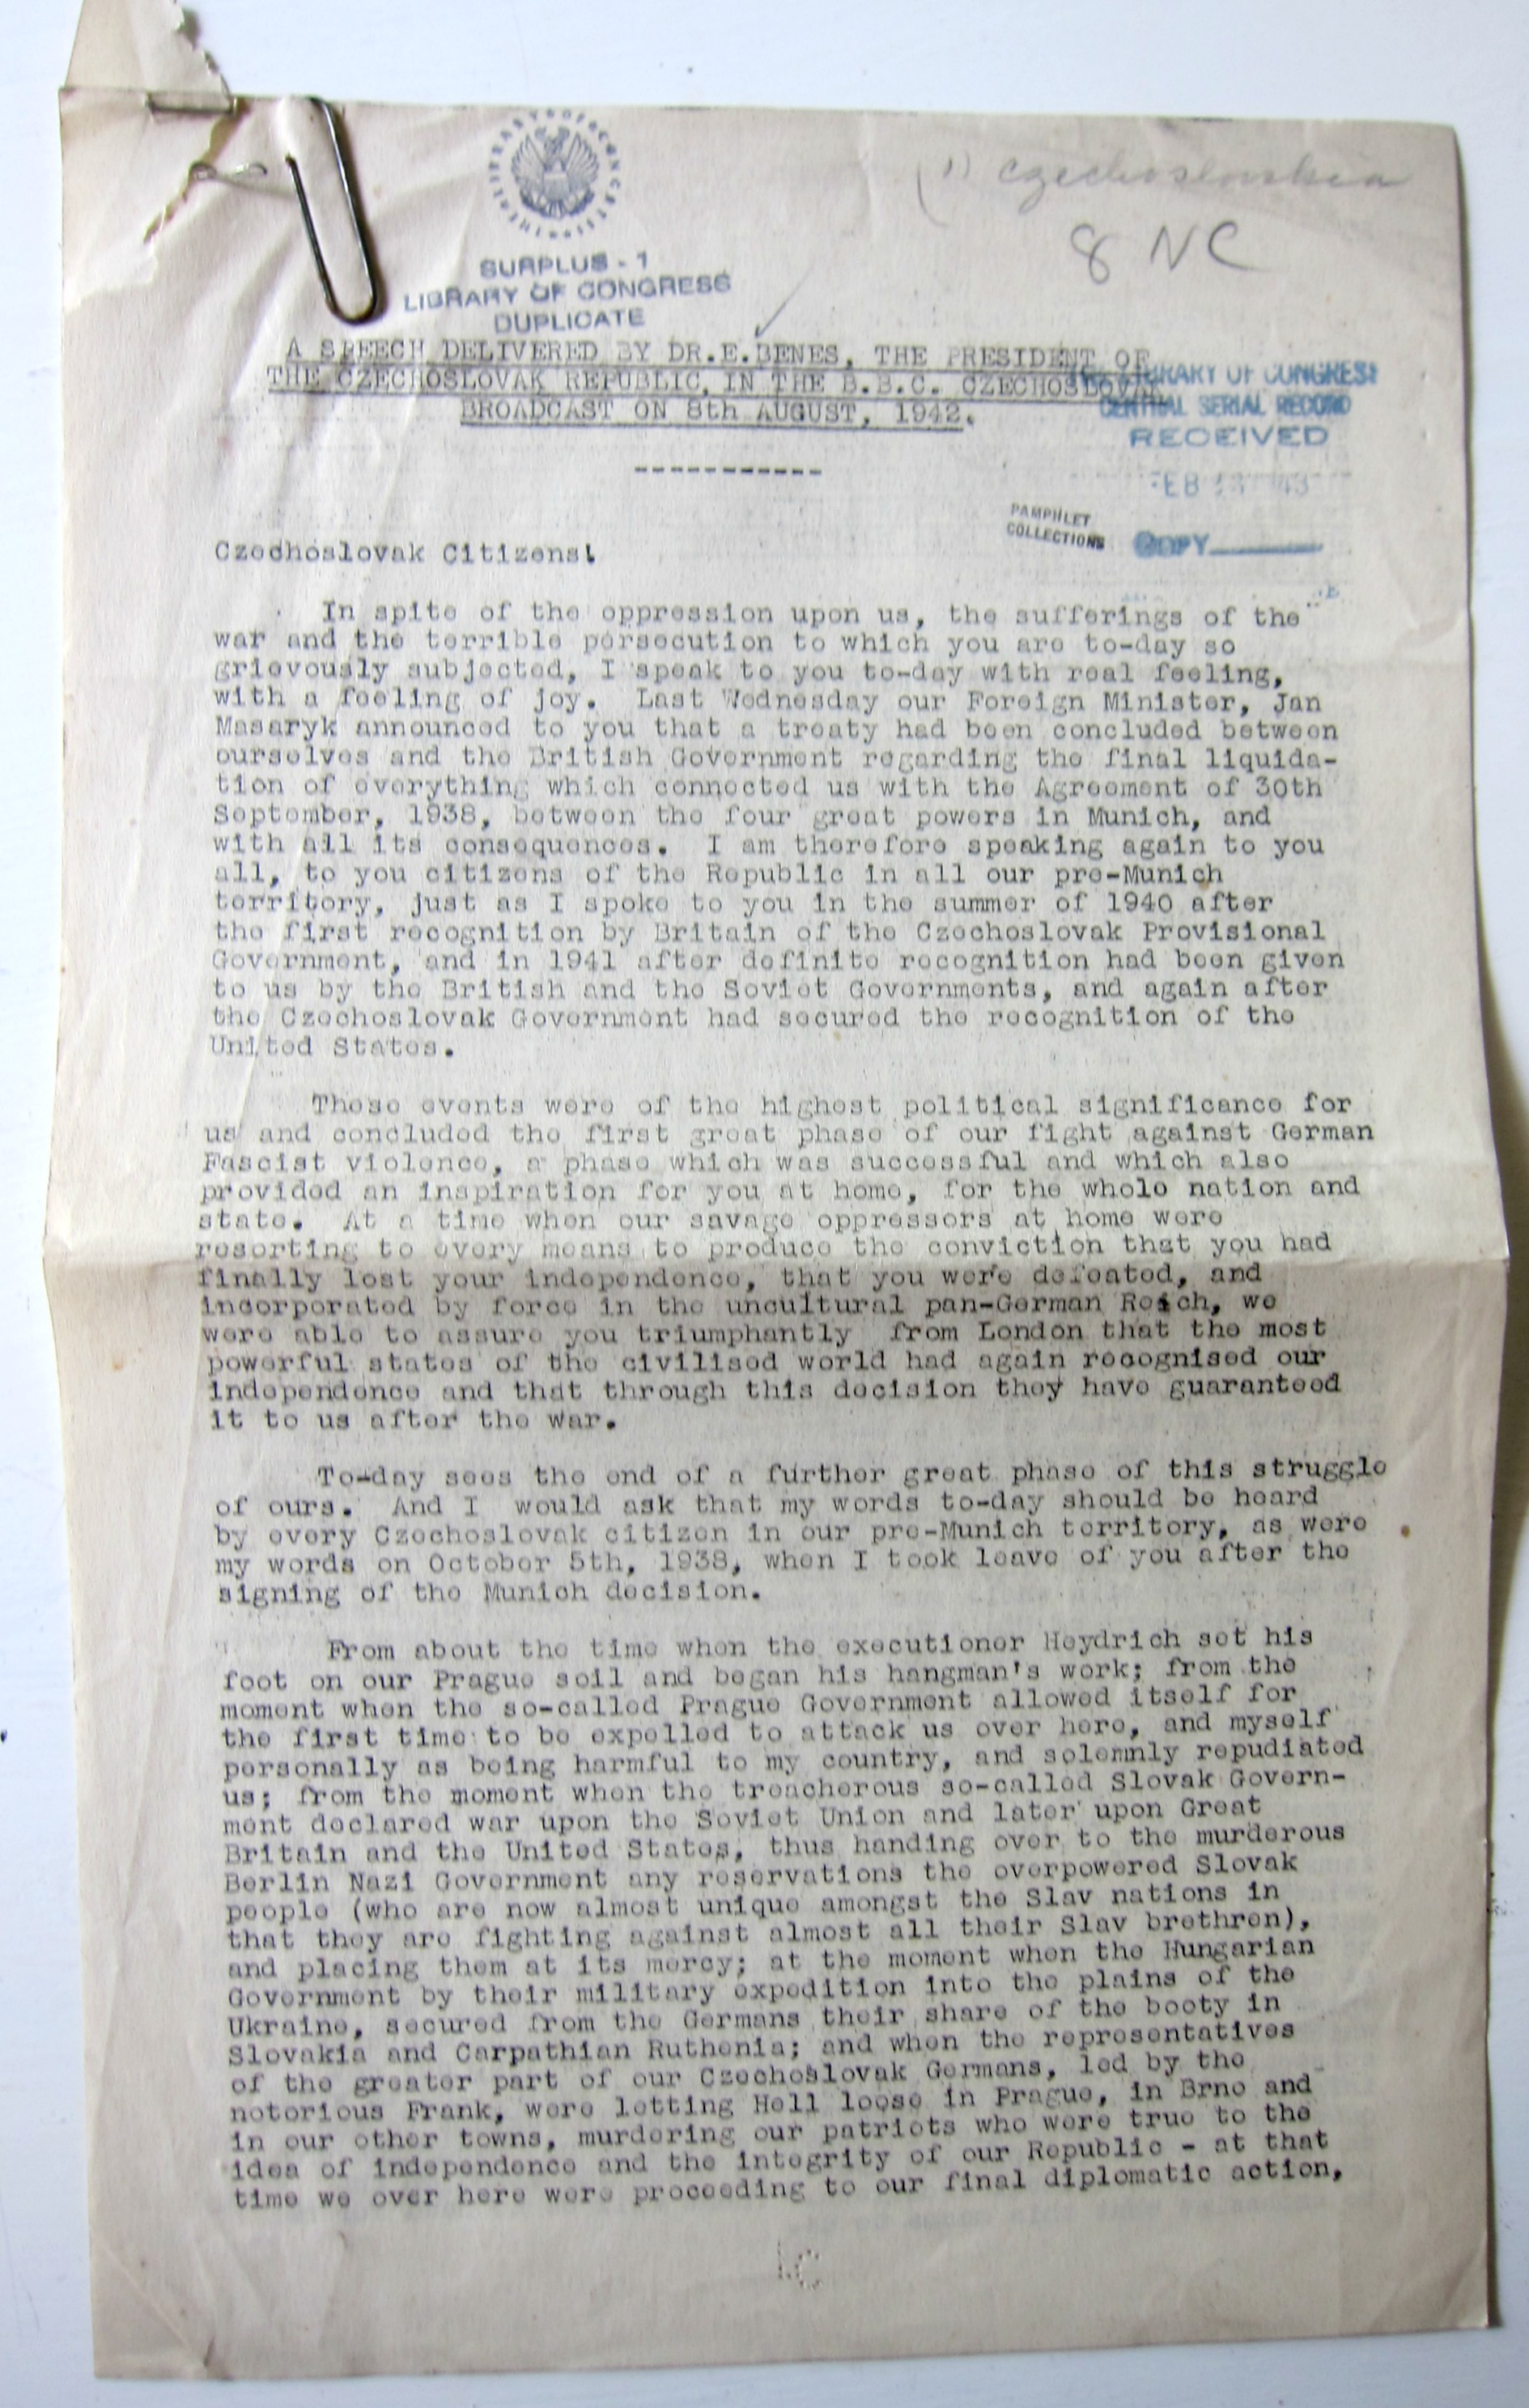 THE LIBRARY OF CONGRESS
(1) Czechoslovakia
8 NC
SURPLUS - 1
LIBRARY OF CONGRESS
DUPLICATE
A SPEECH DELIVERED BY DR.E.BENES, THE PRESIDENT OF
THE CZECHOSLOVAK REPUBLIC, IN THE B.B.C. CZECHOSLOVAK
BROADCAST ON 8th AUGUST, 1942.
-----------
LIBRARY OF CONGRESS
CENTRAL SERIAL RECORD
RECEIVED
FEB 43
PAMPHLET
COLLECTIONS
COPY
Czechoslovak Citizens!
In spite of the oppression upon us, the sufferings of the
war and the terrible persecution to which you are to-day so
grievously subjected, I speak to you to-day with real feeling,
with a feeling of joy. Last Wednesday our Foreign Minister, Jan
Masaryk announced to you that a treaty had been concluded between
ourselves and the British Government regarding the final liquida-
tion of everything which connected us with the Agreement of 30th
September, 1938, between the four great powers in Munich, and
with all its consequences. I am therefore speaking again to you
all, to you citizens of the Republic in all our pre-Munich
territory, just as I spoke to you in the summer of 1940 after
the first recognition by Britain of the Czechoslovak Provisional
Government, and in 1941 after definite recognition had been given
to us by the British and the Soviet Governments, and again after
the Czechoslovak Government had secured the recognition of the
United States.
These events were of the highest political significance for
us and concluded the first great phase of our fight against German
Fascist violence, a phase which was successful and which also
provided an inspiration for you at home, for the whole nation and
state. At a time when our savage oppressors at home were
resorting to every means to produce the conviction that you had
finally lost your independence, that you were defeated, and
incorporated by force in the uncultural pan-German Reich, we
were able to assure you triumphantly from London that the most
powerful states of the civilised world had again recognised our
independence and that through this decision they have guaranteed
it to us after the war.
To-day sees the end of a further great phase of this struggle
of ours. And I would ask that my words to-day should be heard
by every Czechoslovak citizen in our pre-Munich territory, as were
my words on October 5th, 1938, when I took leave of you after the
signing of the Munich decision.
From about the time when the executioner Heydrich set his
foot on our Prague soil and began his hangman's work; from the
moment when the so-called Prague Government allowed itself for
the first time to be expelled to attack us over here, and myself
personally as being harmful to my country, and solemnly repudiated
us; from the moment when the treacherous so-called Slovak Govern-
ment declared war upon the Soviet Union and later upon Great
Britain and the United States, thus handing over to the murderous
Berlin Nazi Government any reservations the overpowered Slovak
people (who are now almost unique amongst the Slav nations in
that they are fighting against almost all their Slav brethren),
and placing them at its mercy; at the moment when the Hungarian
Government by their military expedition into the plains of the
Ukraine, secured from the Germans their share of the booty in
Slovakia and Carpathian Ruthenia; and when the representatives
of the greater part of our Czechoslovak Germans, led by the
notorious Frank, were letting Hell loose in Prague, in Brno and
in our other towns, murdering our patriots who were true to the
idea of independence and the integrity of our Republic - at that
time we over here were proceeding to our final diplomatic action,
LC